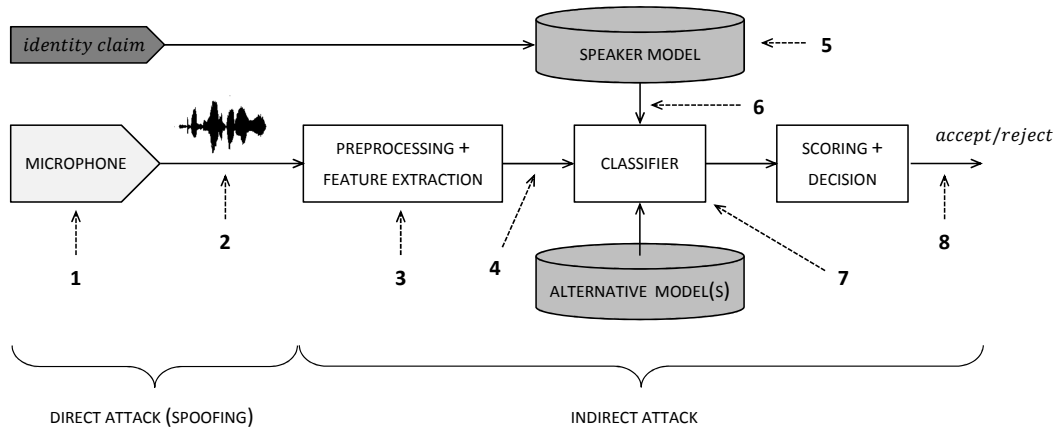 identity claim
SPEAKER MODEL
5
6
MICROPHONE
PREPROCESSING +
FEATURE EXTRACTION
CLASSIFIER
SCORING +
DECISION
accept/reject
1
2
3
4
7
8
ALTERNATIVE MODEL(S)
DIRECT ATTACK (SPOOFING)
INDIRECT ATTACK